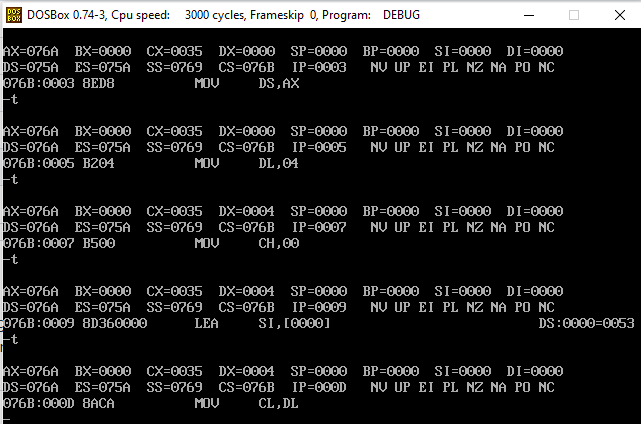 DOSBox 0.74-3, Cpu speed: 3000 cycles, Frameskip 0, Program: DEBUG
AX=076A BX=0000 CX=0035 DX=0000 SP=0000 BP=0000 SI=0000 DI=0000
DS=075A ES=075A SS=0769 CS=076B IP=0003 NV UP EI PL NZ NA PO NC
076B:0003 8ED8 MOV DS,AX
-t
AX=076A BX=0000 CX=0035 DX=0000 SP=0000 BP=0000 SI=0000 DI=0000
DS=076A ES=075A SS=0769 CS=076B IP=0005 NV UP EI PL NZ NA PO NC
076B:0005 B204 MOV DL,04
-t
AX=076A BX=0000 CX=0035 DX=0004 SP=0000 BP=0000 SI=0000 DI=0000
DS=076A ES=075A SS=0769 CS=076B IP=0007 NV UP EI PL NZ NA PO NC
076B:0007 B500 MOV CH,00
-t
AX=076A BX=0000 CX=0035 DX=0004 SP=0000 BP=0000 SI=0000 DI=0000
DS=076A ES=075A SS=0769 CS=076B IP=0009 NV UP EI PL NZ NA PO NC
076B:0009 8D360000 LEA SI,[0000] DS:0000=0053
-t
AX=076A BX=0000 CX=0035 DX=0004 SP=0000 BP=0000 SI=0000 DI=0000
DS=076A ES=075A SS=0769 CS=076B IP=000D NV UP EI PL NZ NA PO NC
076B:000D 8ACA MOV CL,DL
-